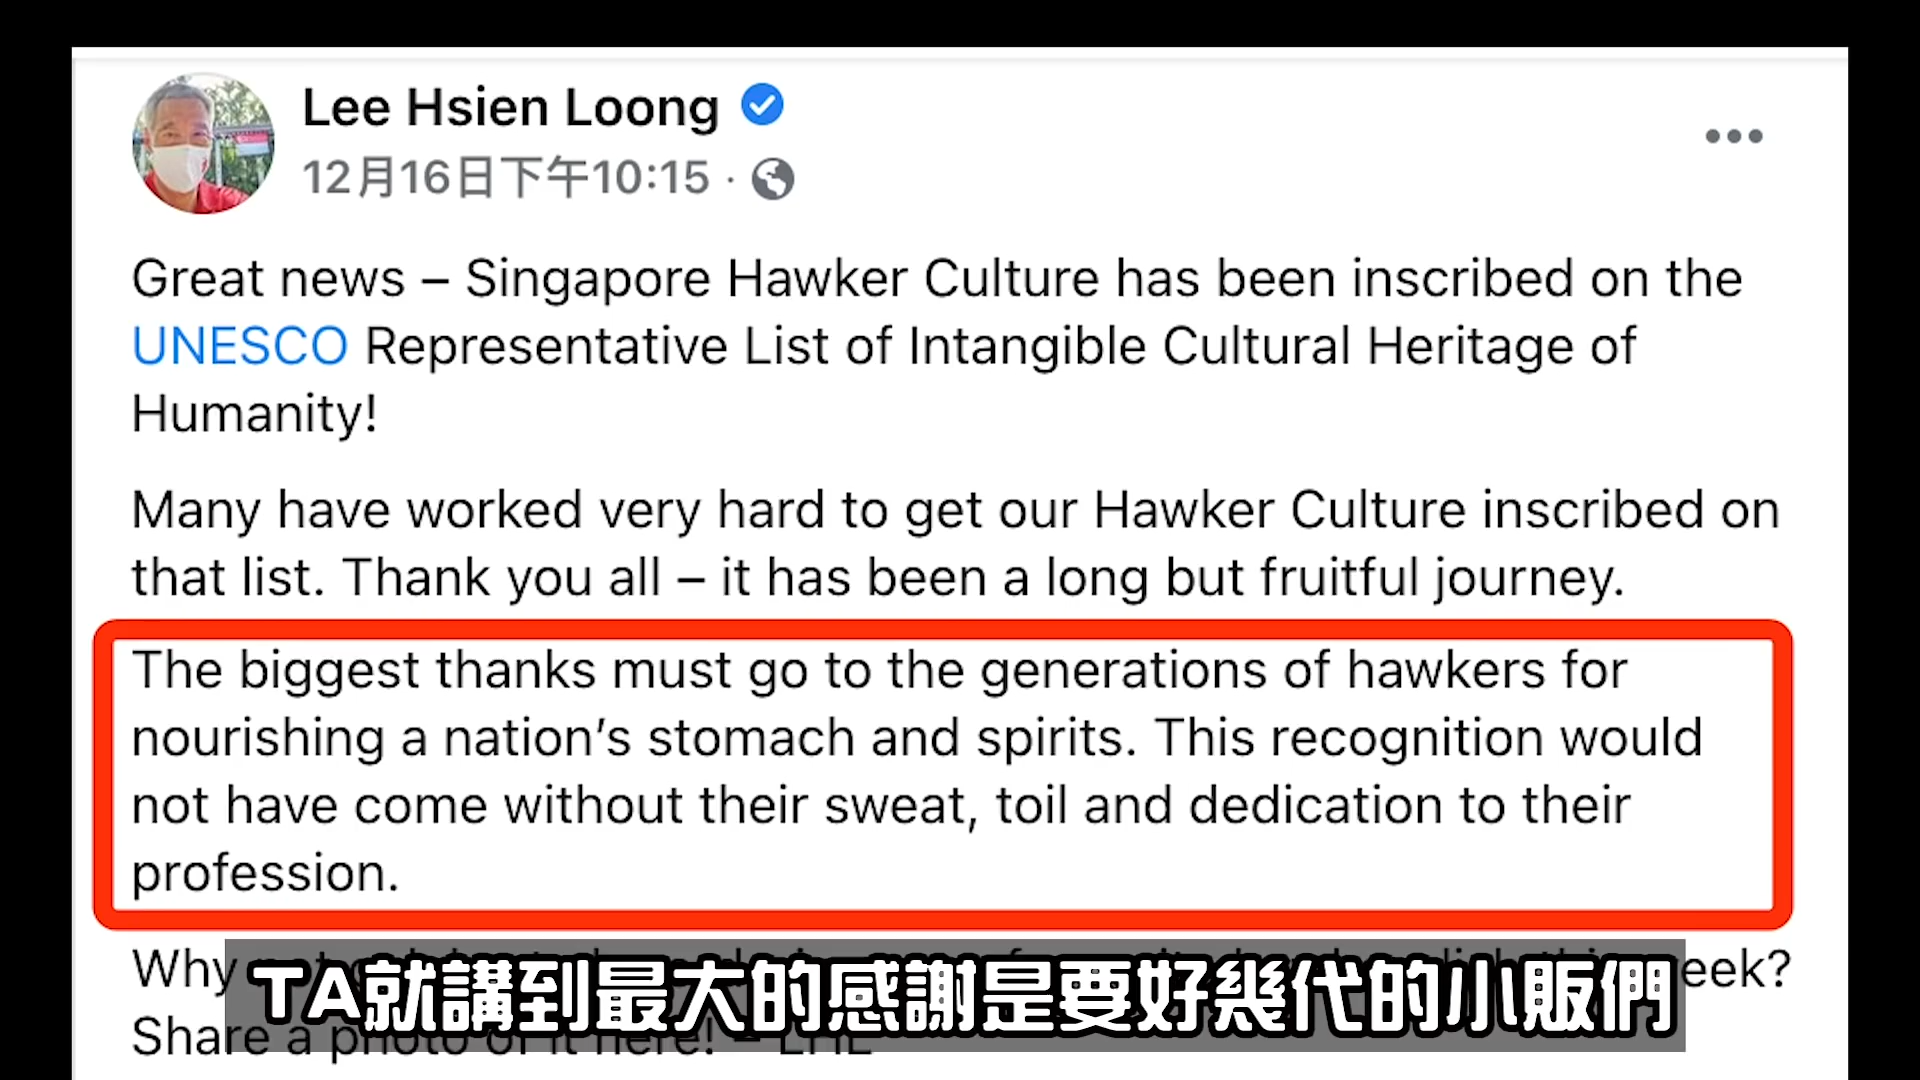 Lee Hsien Loong
12月16日下午10:15 ·
Great news – Singapore Hawker Culture has been inscribed on the
UNESCO Representative List of Intangible Cultural Heritage of
Humanity!
Many have worked very hard to get our Hawker Culture inscribed on
that list. Thank you all – it has been a long but fruitful journey.
The biggest thanks must go to the generations of hawkers for
nourishing a nation’s stomach and spirits. This recognition would
not have come without their sweat, toil and dedication to their
profession.
Why
Share a photo of it here! – LHL
TA就講到最大的感謝是要好幾代的小販們